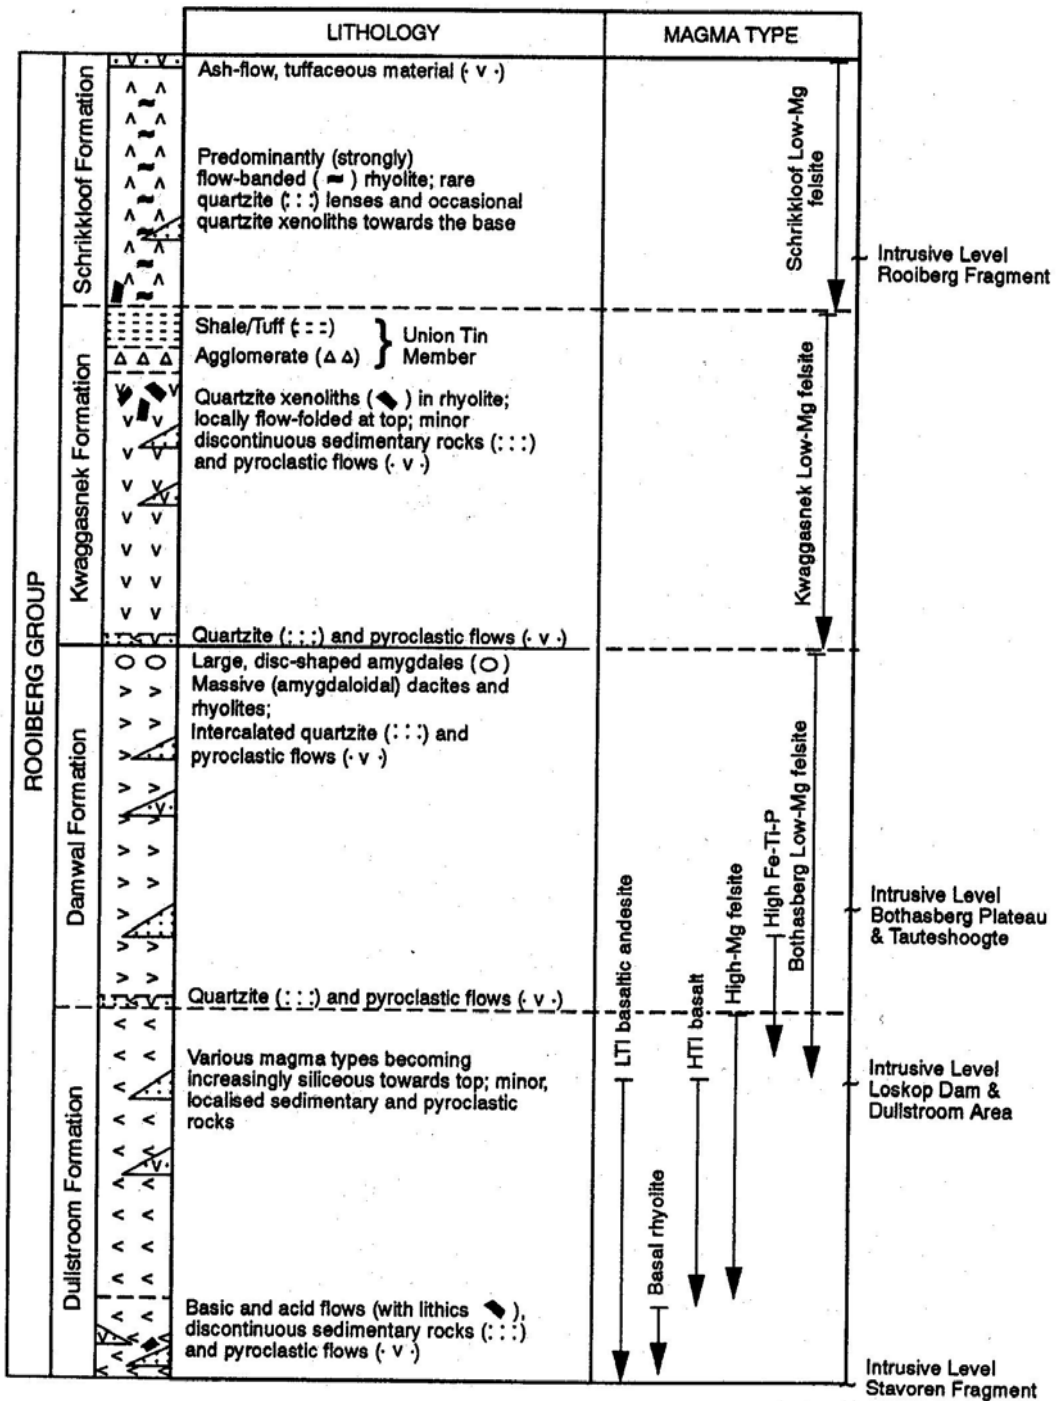 LITHOLOGY
MAGMA TYPE
ROOIBERG GROUP
Schrikkloof Formation
Ash-flow, tuffaceous material (· v ·)
Predominantly (strongly)
flow-banded ( ) rhyolite; rare
quartzite (: : :) lenses and occasional
quartzite xenoliths towards the base
Schrikkloof Low-Mg
felsite
Intrusive Level
Rooiberg Fragment
Kwaggasnek Formation
Shale/Tuff (: : :)
Agglomerate (Δ Δ)
Union Tin
Member
Quartzite xenoliths ( ) in rhyolite;
locally flow-folded at top; minor
discontinuous sedimentary rocks (: : :)
and pyroclastic flows (· v ·)
Quartzite (: : :) and pyroclastic flows (· v ·)
Kwaggasnek Low-Mg felsite
Damwal Formation
Large, disc-shaped amygdales (O)
Massive (amygdaloidal) dacites and
rhyolites;
Intercalated quartzite (: : :) and
pyroclastic flows (· v ·)
Quartzite (: : :) and pyroclastic flows (· v ·)
LTI basaltic andesite
Basal rhyolite
HTI basalt
High-Mg felsite
High Fe-Ti-P
Bothasberg Low-Mg felsite
Intrusive Level
Bothasberg Plateau
& Tauteshoogte
Dullstroom Formation
Various magma types becoming
increasingly siliceous towards top; minor,
localised sedimentary and pyroclastic
rocks
Intrusive Level
Loskop Dam &
Dullstroom Area
Basic and acid flows (with lithics ),
discontinuous sedimentary rocks (: : :)
and pyroclastic flows (· v ·)
Intrusive Level
Stavoren Fragment